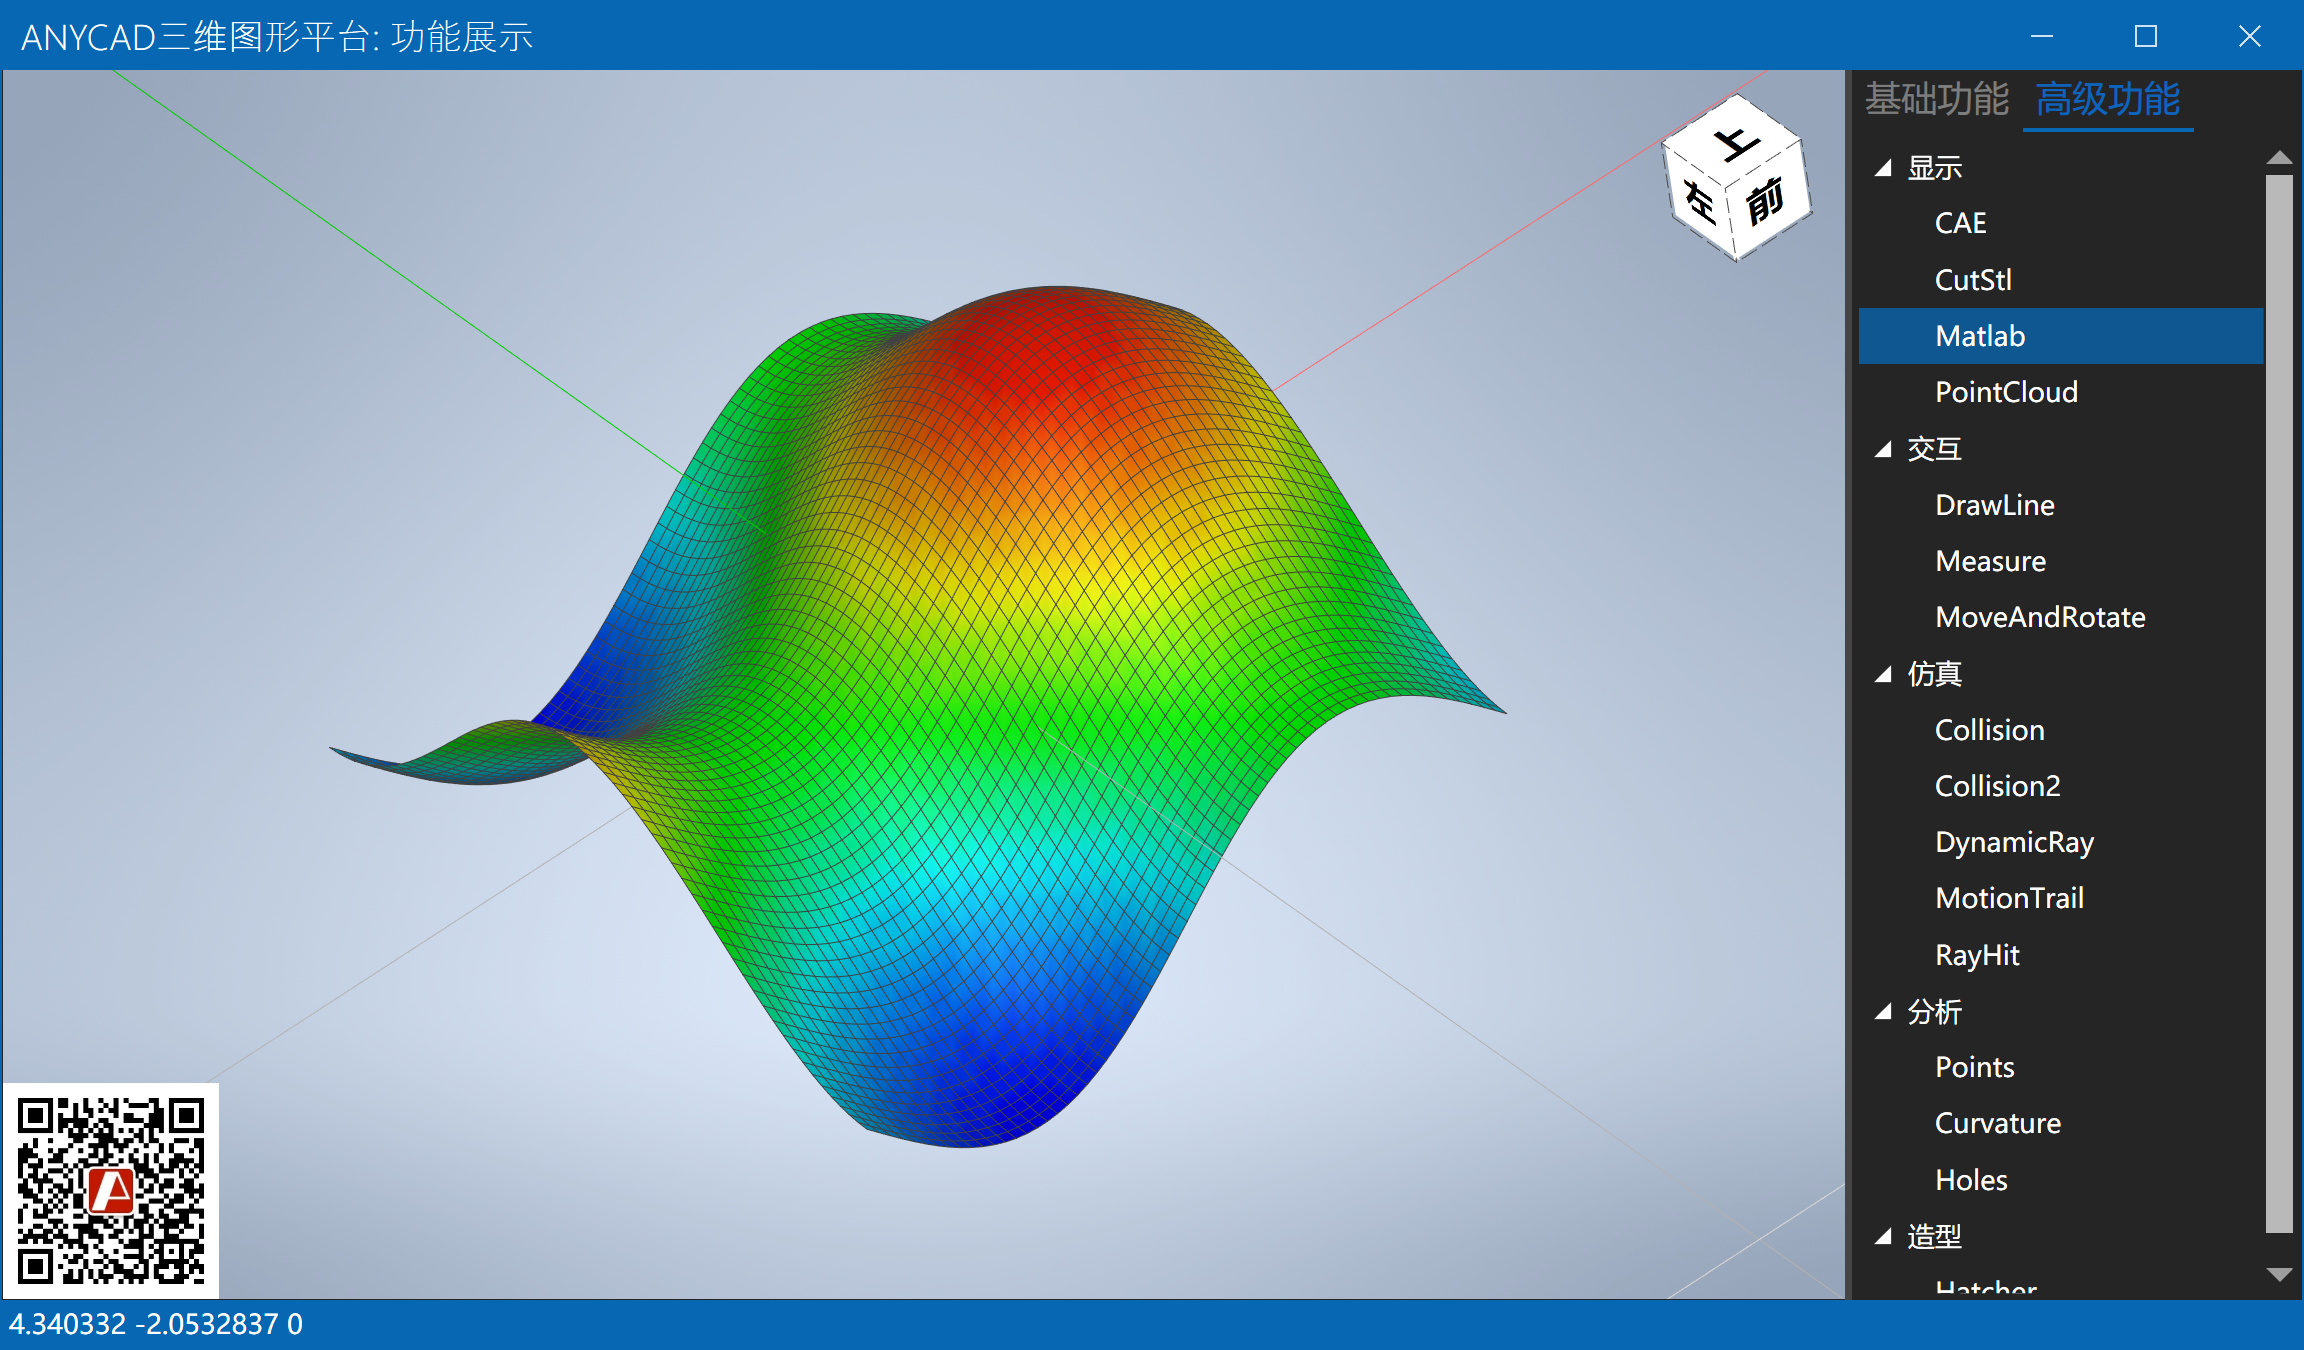 ANYCAD三维图形平台: 功能展示
基础功能 高级功能
上
左
前
显示
CAE
CutStl
Matlab
PointCloud
交互
DrawLine
Measure
MoveAndRotate
仿真
Collision
Collision2
DynamicRay
MotionTrail
RayHit
分析
Points
Curvature
Holes
造型
Hatcher
4.340332 -2.0532837 0